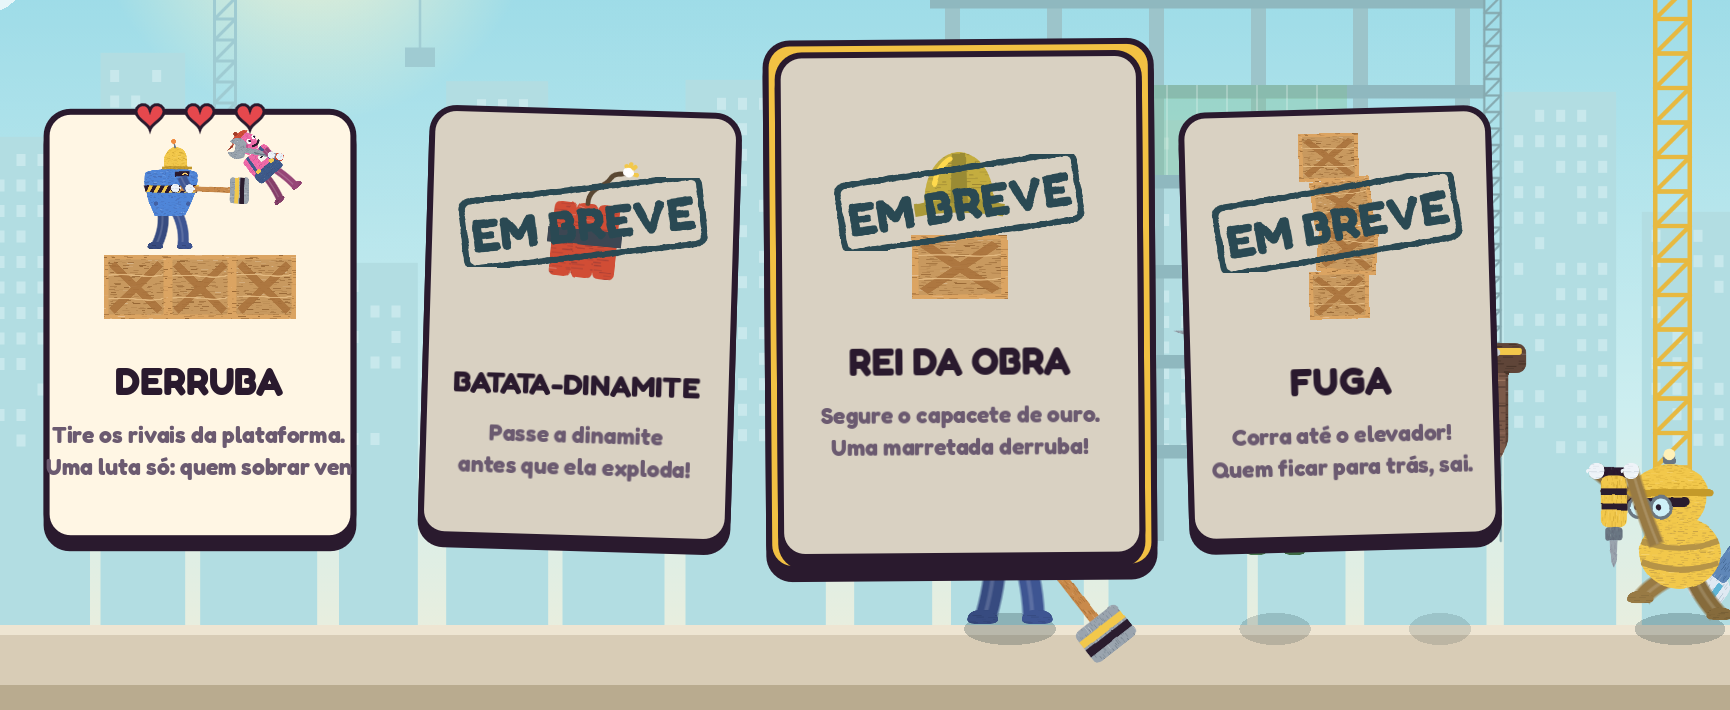 DERRUBA
Tire os rivais da plataforma.
Uma luta só: quem sobrar ven
EM BREVE
BATATA-DINAMITE
Passe a dinamite
antes que ela exploda!
EM BREVE
REI DA OBRA
Segure o capacete de ouro.
Uma marretada derruba!
EM BREVE
FUGA
Corra até o elevador!
Quem ficar para trás, sai.